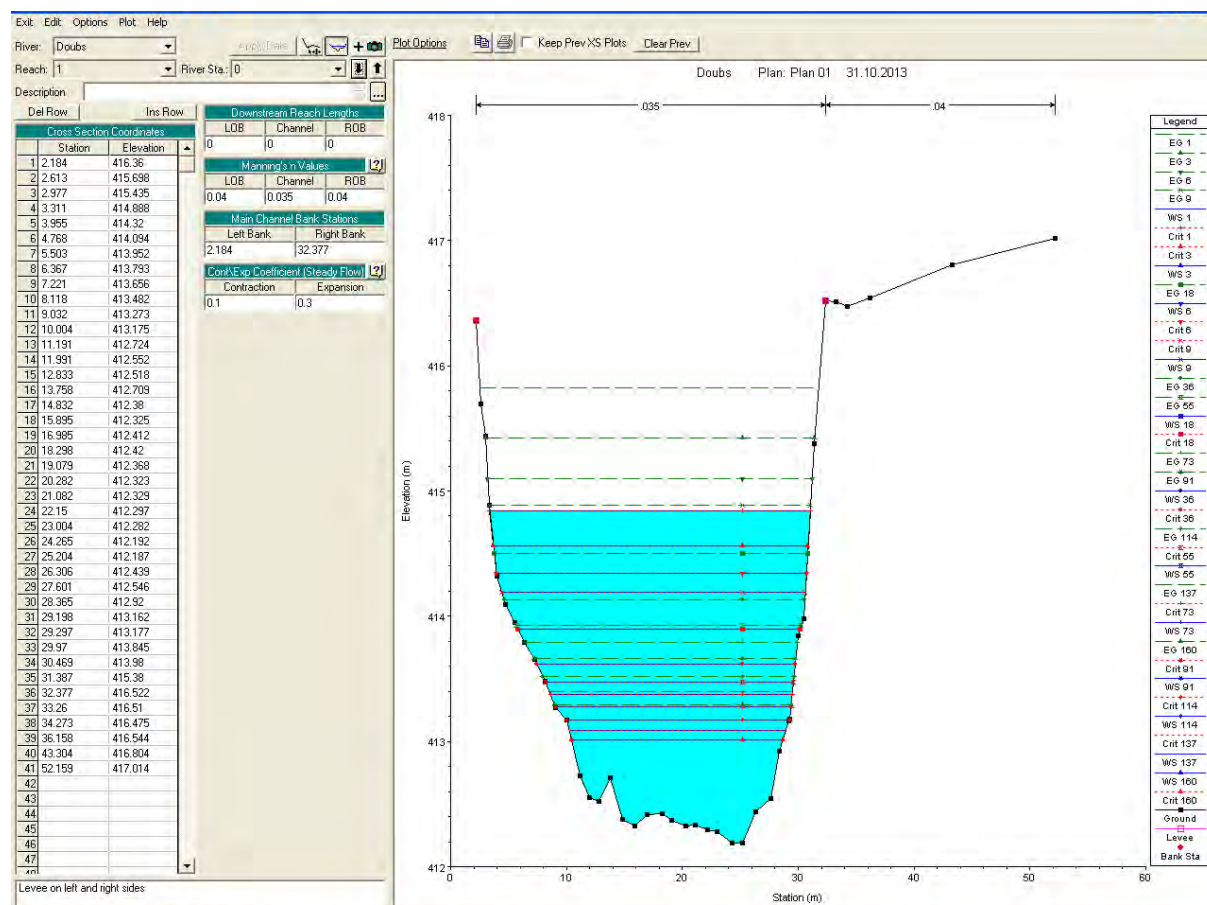 Exit Edit Options Plot Help
River: Doubs Apply Data + Plot Options Keep Prev XS Plots Clear Prev
Reach: 1 River Sta.: 0
Description ...
Del Row Ins Row
Cross Section Coordinates
Station Elevation
1 2.184 416.36
2 2.613 415.698
3 2.977 415.435
4 3.311 414.888
5 3.955 414.32
6 4.768 414.094
7 5.503 413.952
8 6.367 413.793
9 7.221 413.656
10 8.118 413.482
11 9.032 413.273
12 10.004 413.175
13 11.191 412.724
14 11.991 412.552
15 12.833 412.518
16 13.758 412.709
17 14.832 412.38
18 15.895 412.325
19 16.985 412.412
20 18.298 412.42
21 19.079 412.368
22 20.282 412.323
23 21.082 412.329
24 22.15 412.297
25 23.004 412.282
26 24.265 412.192
27 25.204 412.187
28 26.306 412.439
29 27.601 412.546
30 28.365 412.92
31 29.198 413.162
32 29.297 413.177
33 29.97 413.845
34 30.469 413.98
35 31.387 415.38
36 32.377 416.522
37 33.26 416.51
38 34.273 416.475
39 36.158 416.544
40 43.304 416.804
41 52.159 417.014
42
43
44
45
46
47
Downstream Reach Lengths
LOB Channel ROB
0 0 0
Manning's n Values ?
LOB Channel ROB
0.04 0.035 0.04
Main Channel Bank Stations
Left Bank Right Bank
2.184 32.377
Cont\Exp Coefficient (Steady Flow) ?
Contraction Expansion
0.1 0.3
Levee on left and right sides
Doubs Plan: Plan 01 31.10.2013
.035 .04
418
417
416
415
414
413
412
Elevation (m)
0 10 20 30 40 50 60
Station (m)
Legend
EG 1
EG 3
EG 6
EG 9
WS 1
Crit 1
Crit 3
WS 3
EG 18
WS 6
Crit 6
Crit 9
WS 9
EG 36
EG 55
WS 18
Crit 18
EG 73
EG 91
WS 36
Crit 36
EG 114
Crit 55
WS 55
EG 137
Crit 73
WS 73
EG 160
Crit 91
WS 91
Crit 114
WS 114
Crit 137
WS 137
WS 160
Crit 160
Ground
Levee
Bank Sta